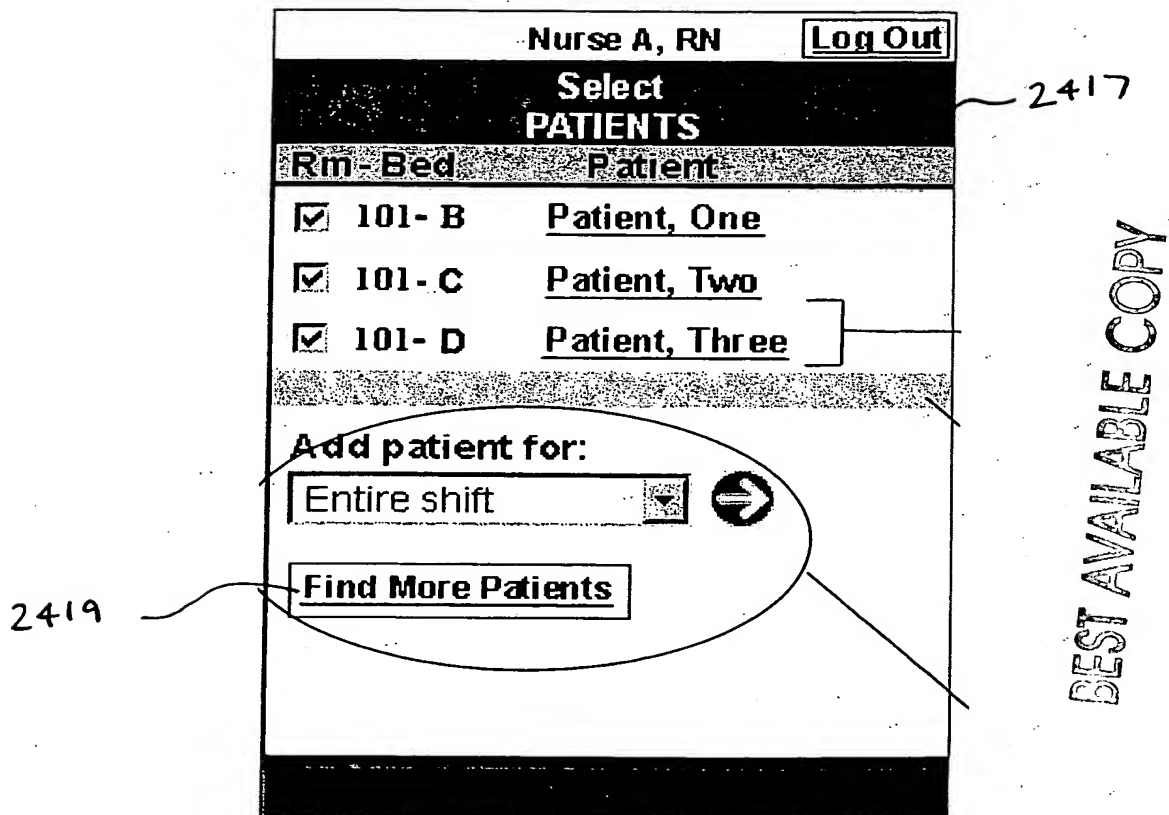 Nurse A, RN Log Out
Select
PATIENTS
2417
Rm- Bed Patient
101- B Patient, One
101- C Patient, Two
101- D Patient, Three
Add patient for:
Entire shift
Find More Patients
2419
BEST AVAILABLE COPY